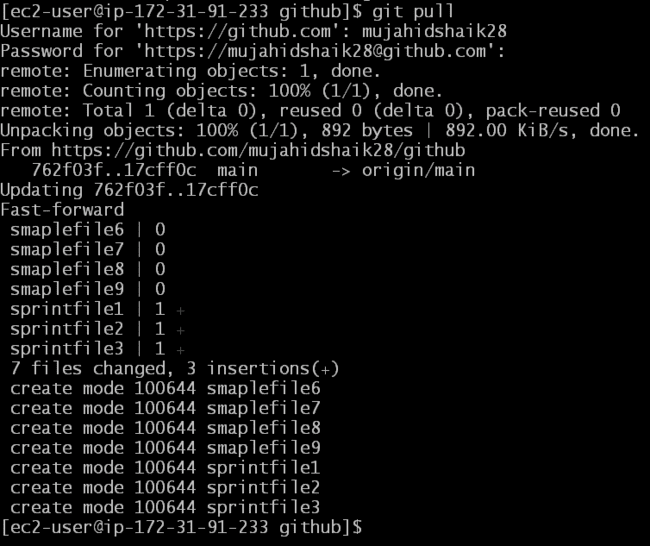 [ec2-user@ip-172-31-91-233 github]$ git pull
Username for 'https://github.com': mujahidshaik28
Password for 'https://mujahidshaik28@github.com':
remote: Enumerating objects: 1, done.
remote: Counting objects: 100% (1/1), done.
remote: Total 1 (delta 0), reused 0 (delta 0), pack-reused 0
Unpacking objects: 100% (1/1), 892 bytes | 892.00 KiB/s, done.
From https://github.com/mujahidshaik28/github
   762f03f..17cff0c  main       -> origin/main
Updating 762f03f..17cff0c
Fast-forward
 smaplefile6 | 0
 smaplefile7 | 0
 smaplefile8 | 0
 smaplefile9 | 0
 sprintfile1 | 1 +
 sprintfile2 | 1 +
 sprintfile3 | 1 +
 7 files changed, 3 insertions(+)
 create mode 100644 smaplefile6
 create mode 100644 smaplefile7
 create mode 100644 smaplefile8
 create mode 100644 smaplefile9
 create mode 100644 sprintfile1
 create mode 100644 sprintfile2
 create mode 100644 sprintfile3
[ec2-user@ip-172-31-91-233 github]$